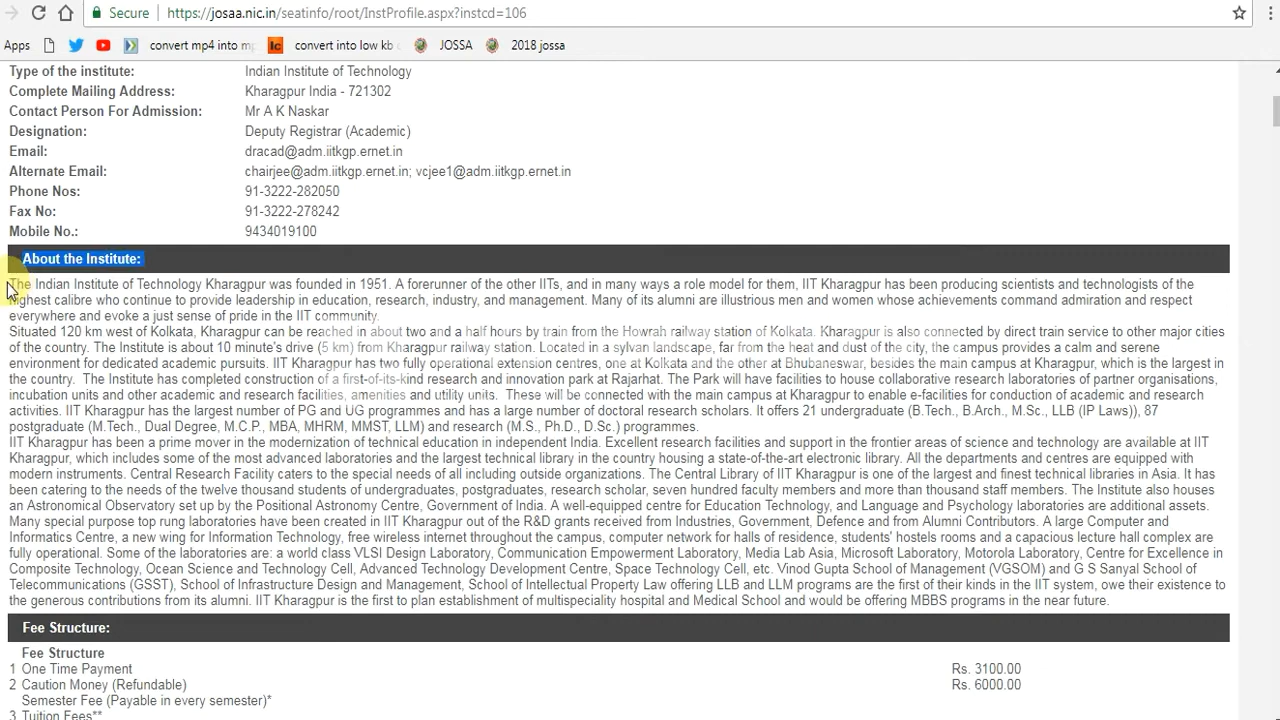 Secure https://josaa.nic.in/seatinfo/root/InstProfile.aspx?instcd=106
Apps convert mp4 into mp convert into low kb JOSSA 2018 jossa
Type of the institute: Indian Institute of Technology
Complete Mailing Address: Kharagpur India - 721302
Contact Person For Admission: Mr A K Naskar
Designation: Deputy Registrar (Academic)
Email: dracad@adm.iitkgp.ernet.in
Alternate Email: chairjee@adm.iitkgp.ernet.in; vcjee1@adm.iitkgp.ernet.in
Phone Nos: 91-3222-282050
Fax No: 91-3222-278242
Mobile No.: 9434019100
About the Institute:
The Indian Institute of Technology Kharagpur was founded in 1951. A forerunner of the other IITs, and in many ways a role model for them, IIT Kharagpur has been producing scientists and technologists of the
highest calibre who continue to provide leadership in education, research, industry, and management. Many of its alumni are illustrious men and women whose achievements command admiration and respect
everywhere and evoke a just sense of pride in the IIT community.
Situated 120 km west of Kolkata, Kharagpur can be reached in about two and a half hours by train from the Howrah railway station of Kolkata. Kharagpur is also connected by direct train service to other major cities
of the country. The Institute is about 10 minute's drive (5 km) from Kharagpur railway station. Located in a sylvan landscape, far from the heat and dust of the city, the campus provides a calm and serene
environment for dedicated academic pursuits. IIT Kharagpur has two fully operational extension centres, one at Kolkata and the other at Bhubaneswar, besides the main campus at Kharagpur, which is the largest in
the country. The Institute has completed construction of a first-of-its-kind research and innovation park at Rajarhat. The Park will have facilities to house collaborative research laboratories of partner organisations,
incubation units and other academic and research facilities, amenities and utility units. These will be connected with the main campus at Kharagpur to enable e-facilities for conduction of academic and research
activities. IIT Kharagpur has the largest number of PG and UG programmes and has a large number of doctoral research scholars. It offers 21 undergraduate (B.Tech., B.Arch., M.Sc., LLB (IP Laws)), 87
postgraduate (M.Tech., Dual Degree, M.C.P., MBA, MHRM, MMST, LLM) and research (M.S., Ph.D., D.Sc.) programmes.
IIT Kharagpur has been a prime mover in the modernization of technical education in independent India. Excellent research facilities and support in the frontier areas of science and technology are available at IIT
Kharagpur, which includes some of the most advanced laboratories and the largest technical library in the country housing a state-of-the-art electronic library. All the departments and centres are equipped with
modern instruments. Central Research Facility caters to the special needs of all including outside organizations. The Central Library of IIT Kharagpur is one of the largest and finest technical libraries in Asia. It has
been catering to the needs of the twelve thousand students of undergraduates, postgraduates, research scholar, seven hundred faculty members and more than thousand staff members. The Institute also houses
an Astronomical Observatory set up by the Positional Astronomy Centre, Government of India. A well-equipped centre for Education Technology, and Language and Psychology laboratories are additional assets.
Many special purpose top rung laboratories have been created in IIT Kharagpur out of the R&D grants received from Industries, Government, Defence and from Alumni Contributors. A large Computer and
Informatics Centre, a new wing for Information Technology, free wireless internet throughout the campus, computer network for halls of residence, students' hostels rooms and a capacious lecture hall complex are
fully operational. Some of the laboratories are: a world class VLSI Design Laboratory, Communication Empowerment Laboratory, Media Lab Asia, Microsoft Laboratory, Motorola Laboratory, Centre for Excellence in
Composite Technology, Ocean Science and Technology Cell, Advanced Technology Development Centre, Space Technology Cell, etc. Vinod Gupta School of Management (VGSOM) and G S Sanyal School of
Telecommunications (GSST), School of Infrastructure Design and Management, School of Intellectual Property Law offering LLB and LLM programs are the first of their kinds in the IIT system, owe their existence to
the generous contributions from its alumni. IIT Kharagpur is the first to plan establishment of multispeciality hospital and Medical School and would be offering MBBS programs in the near future.
Fee Structure:
Fee Structure
1 One Time Payment Rs. 3100.00
2 Caution Money (Refundable) Rs. 6000.00
Semester Fee (Payable in every semester)*
3 Tuition Fees**